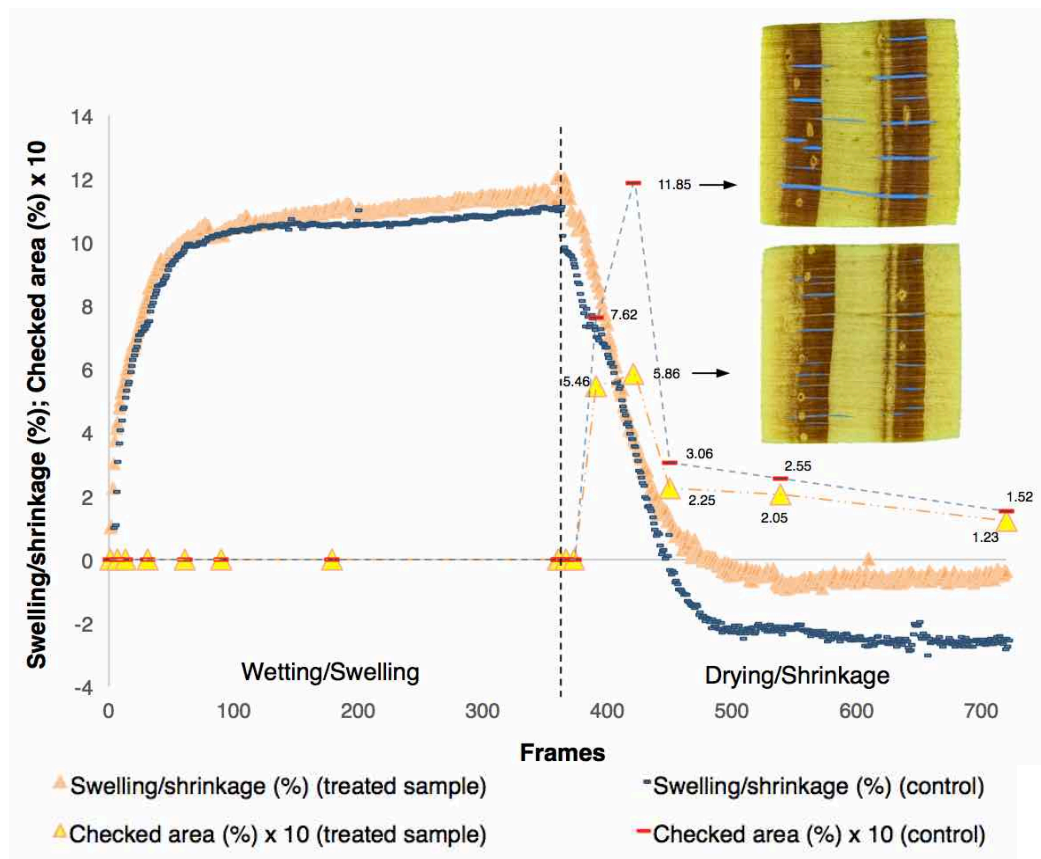 Swelling/shrinkage (%); Checked area (%) x 10
14
12
10
8
6
4
2
0
-2
-4
11.85
7.62
5.46
5.86
3.06
2.25
2.55
2.05
1.52
1.23
Wetting/Swelling
Drying/Shrinkage
0 100 200 300 400 500 600 700
Frames
Swelling/shrinkage (%) (treated sample) Swelling/shrinkage (%) (control)
Checked area (%) x 10 (treated sample) Checked area (%) x 10 (control)